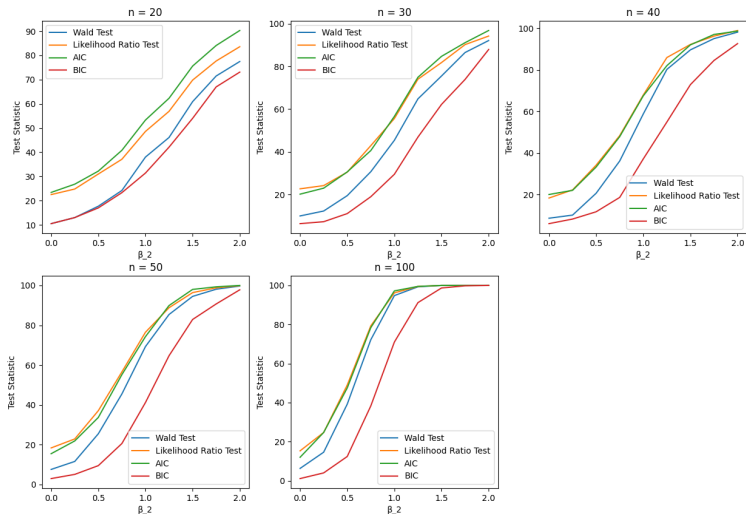 n = 20
90
80
70
60
50
40
30
20
10
Test Statistic
Wald Test
Likelihood Ratio Test
AIC
BIC
0.0 0.5 1.0 1.5 2.0
β_2
n = 30
100
80
60
40
20
Test Statistic
Wald Test
Likelihood Ratio Test
AIC
BIC
0.0 0.5 1.0 1.5 2.0
β_2
n = 40
100
80
60
40
20
Test Statistic
Wald Test
Likelihood Ratio Test
AIC
BIC
0.0 0.5 1.0 1.5 2.0
β_2
n = 50
100
80
60
40
20
0
Test Statistic
Wald Test
Likelihood Ratio Test
AIC
BIC
0.0 0.5 1.0 1.5 2.0
β_2
n = 100
100
80
60
40
20
0
Test Statistic
Wald Test
Likelihood Ratio Test
AIC
BIC
0.0 0.5 1.0 1.5 2.0
β_2